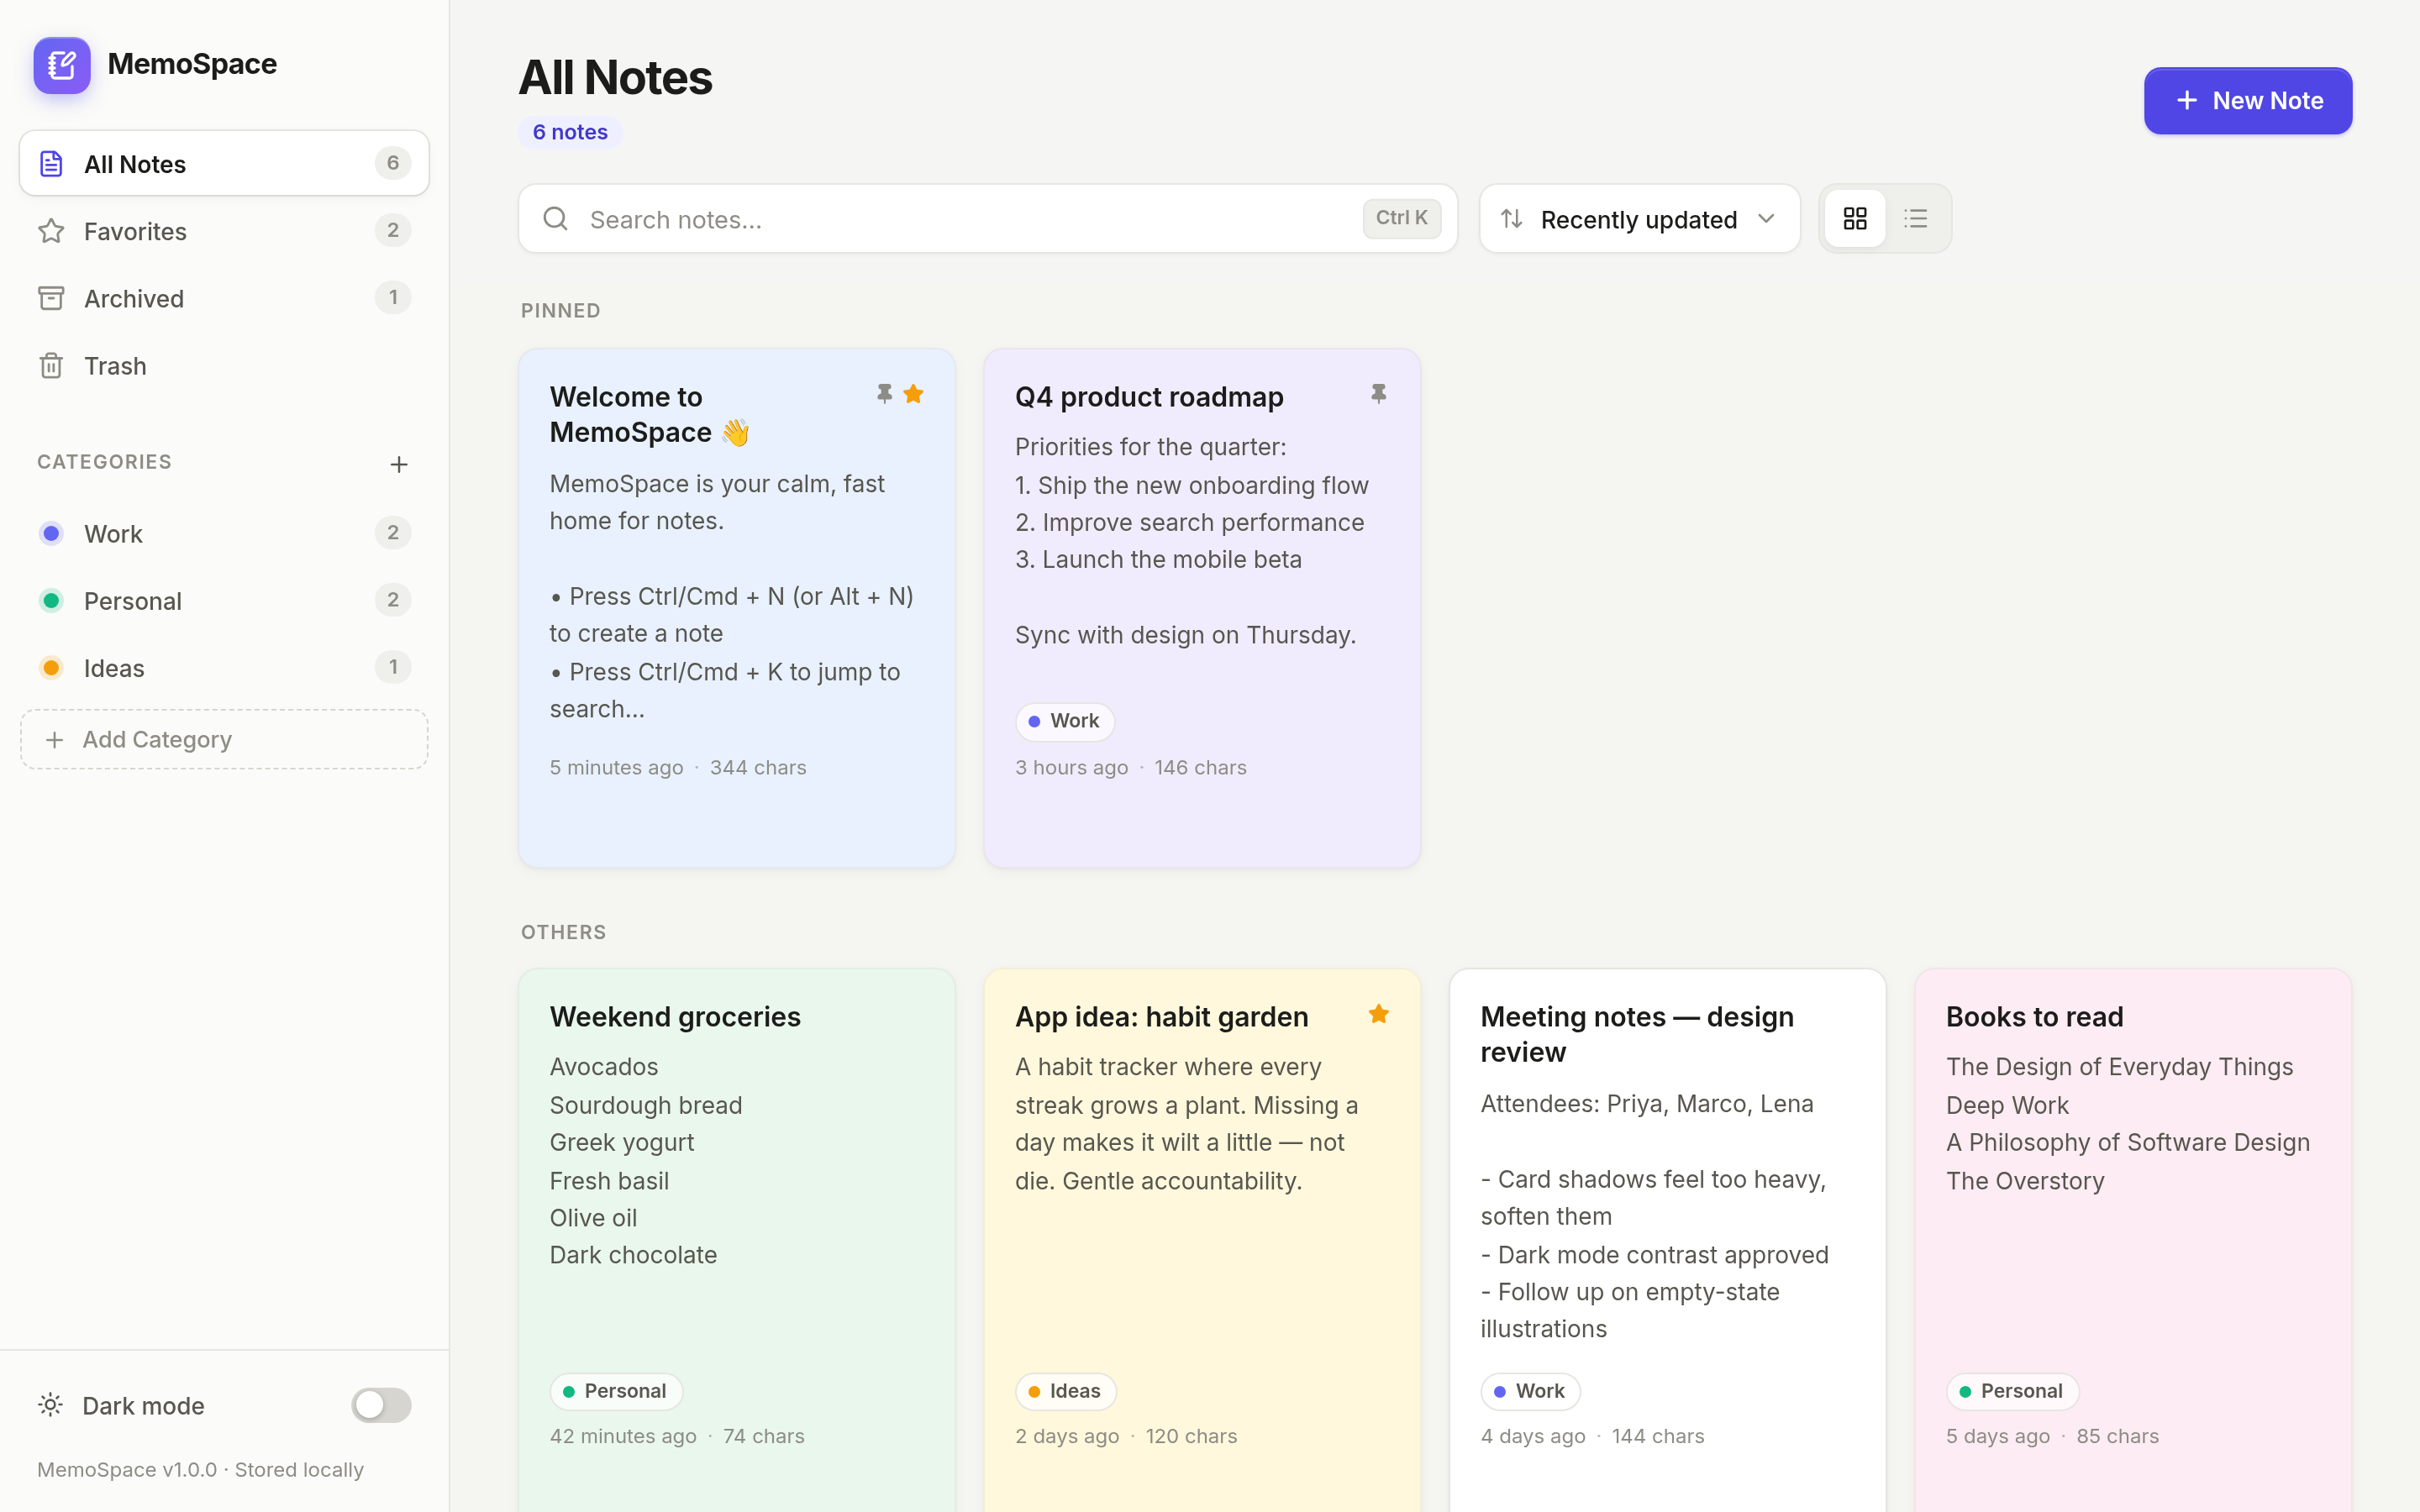 MemoSpace
All Notes 6
Favorites 2
Archived 1
Trash
CATEGORIES
Work 2
Personal 2
Ideas 1
Add Category
Dark mode
MemoSpace v1.0.0 · Stored locally
All Notes
6 notes
New Note
Search notes... Ctrl K
Recently updated
PINNED
Welcome to
MemoSpace 👋
MemoSpace is your calm, fast
home for notes.
• Press Ctrl/Cmd + N (or Alt + N)
to create a note
• Press Ctrl/Cmd + K to jump to
search...
5 minutes ago · 344 chars
Q4 product roadmap
Priorities for the quarter:
1. Ship the new onboarding flow
2. Improve search performance
3. Launch the mobile beta
Sync with design on Thursday.
Work
3 hours ago · 146 chars
OTHERS
Weekend groceries
Avocados
Sourdough bread
Greek yogurt
Fresh basil
Olive oil
Dark chocolate
Personal
42 minutes ago · 74 chars
App idea: habit garden
A habit tracker where every
streak grows a plant. Missing a
day makes it wilt a little — not
die. Gentle accountability.
Ideas
2 days ago · 120 chars
Meeting notes — design
review
Attendees: Priya, Marco, Lena
- Card shadows feel too heavy,
soften them
- Dark mode contrast approved
- Follow up on empty-state
illustrations
Work
4 days ago · 144 chars
Books to read
The Design of Everyday Things
Deep Work
A Philosophy of Software Design
The Overstory
Personal
5 days ago · 85 chars